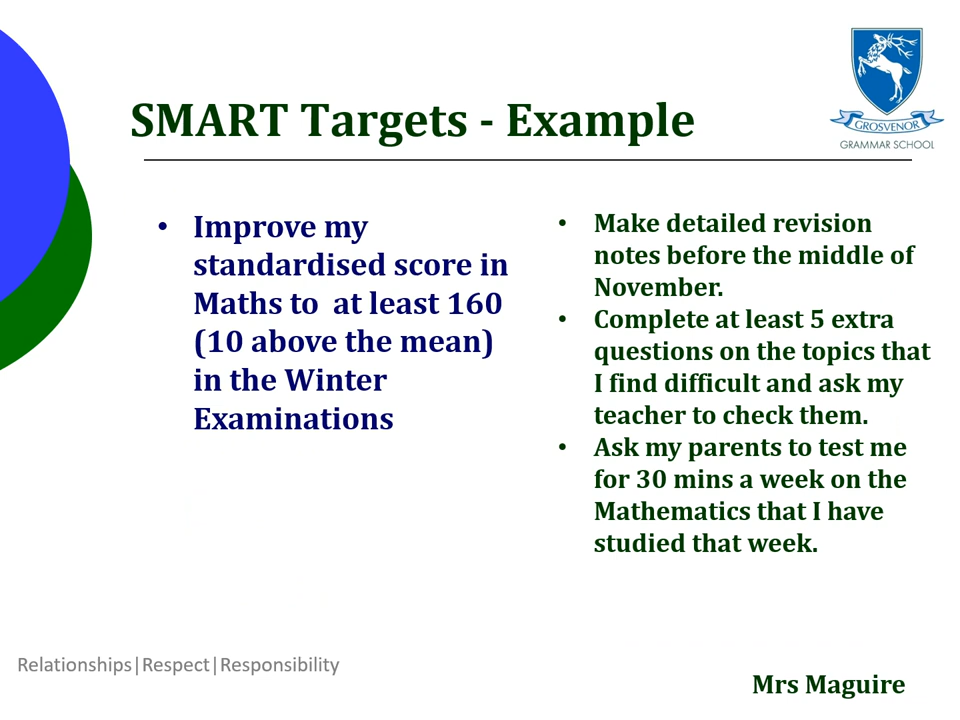 GROSVENOR
GRAMMAR SCHOOL
SMART Targets - Example
• Improve my
standardised score in
Maths to  at least 160
(10 above the mean)
in the Winter
Examinations
• Make detailed revision
notes before the middle of
November.
• Complete at least 5 extra
questions on the topics that
I find difficult and ask my
teacher to check them.
• Ask my parents to test me
for 30 mins a week on the
Mathematics that I have
studied that week.
Relationships|Respect|Responsibility
Mrs Maguire